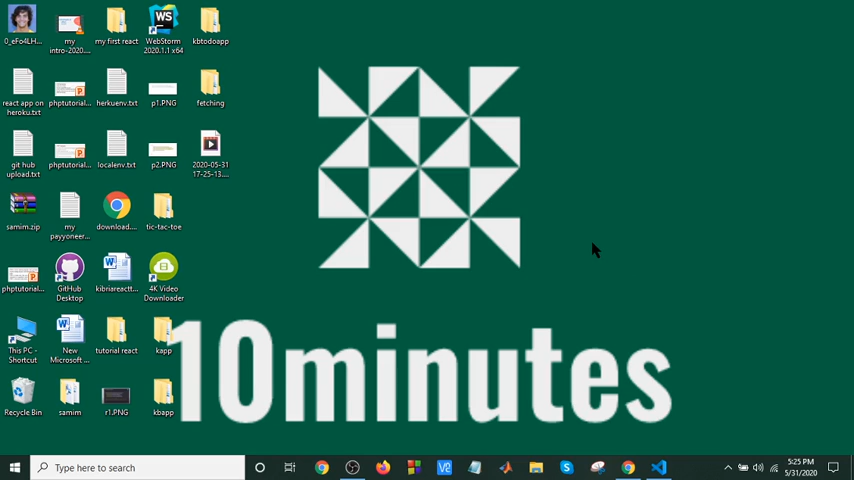 0_eFo4LH...
my
intro-2020....
my first react
WebStorm
2020.1.1 x64
kbtodoapp
react app on
heroku.txt
phptutorial...
herkuenv.txt
p1.PNG
fetching
git hub
upload.txt
phptutorial...
localenv.txt
p2.PNG
2020-05-31
17-25-13....
samim.zip
my
payyoneer...
download....
tic-tac-toe
phptutorial...
GitHub
Desktop
kibriareactt...
4K Video
Downloader
This PC -
Shortcut
New
Microsoft ...
tutorial react
kapp
Recycle Bin
samim
r1.PNG
kbapp
WS
10minutes
Type here to search
5:25 PM
5/31/2020